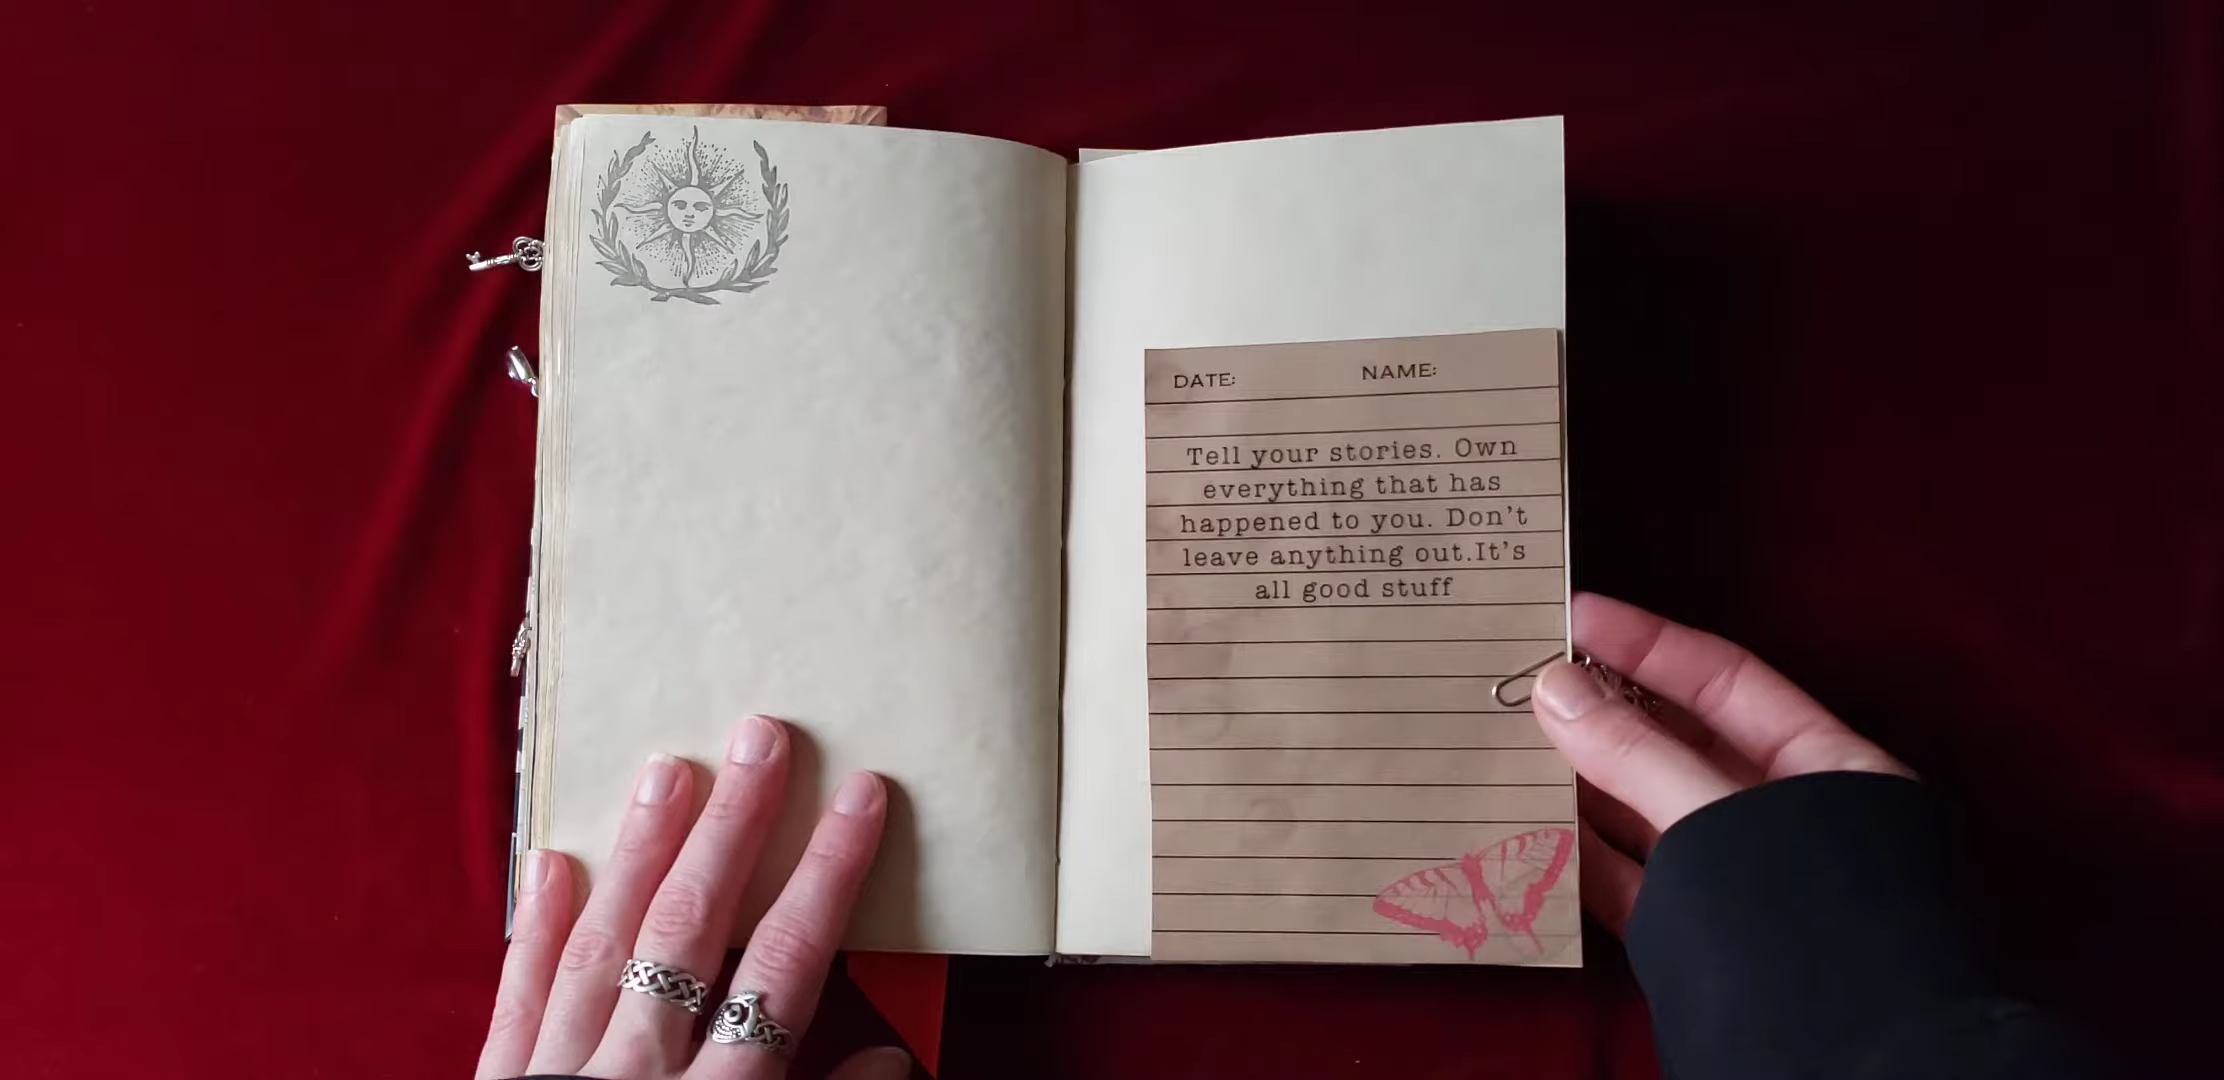 DATE: NAME:
Tell your stories. Own
everything that has
happened to you. Don't
leave anything out.It's
all good stuff